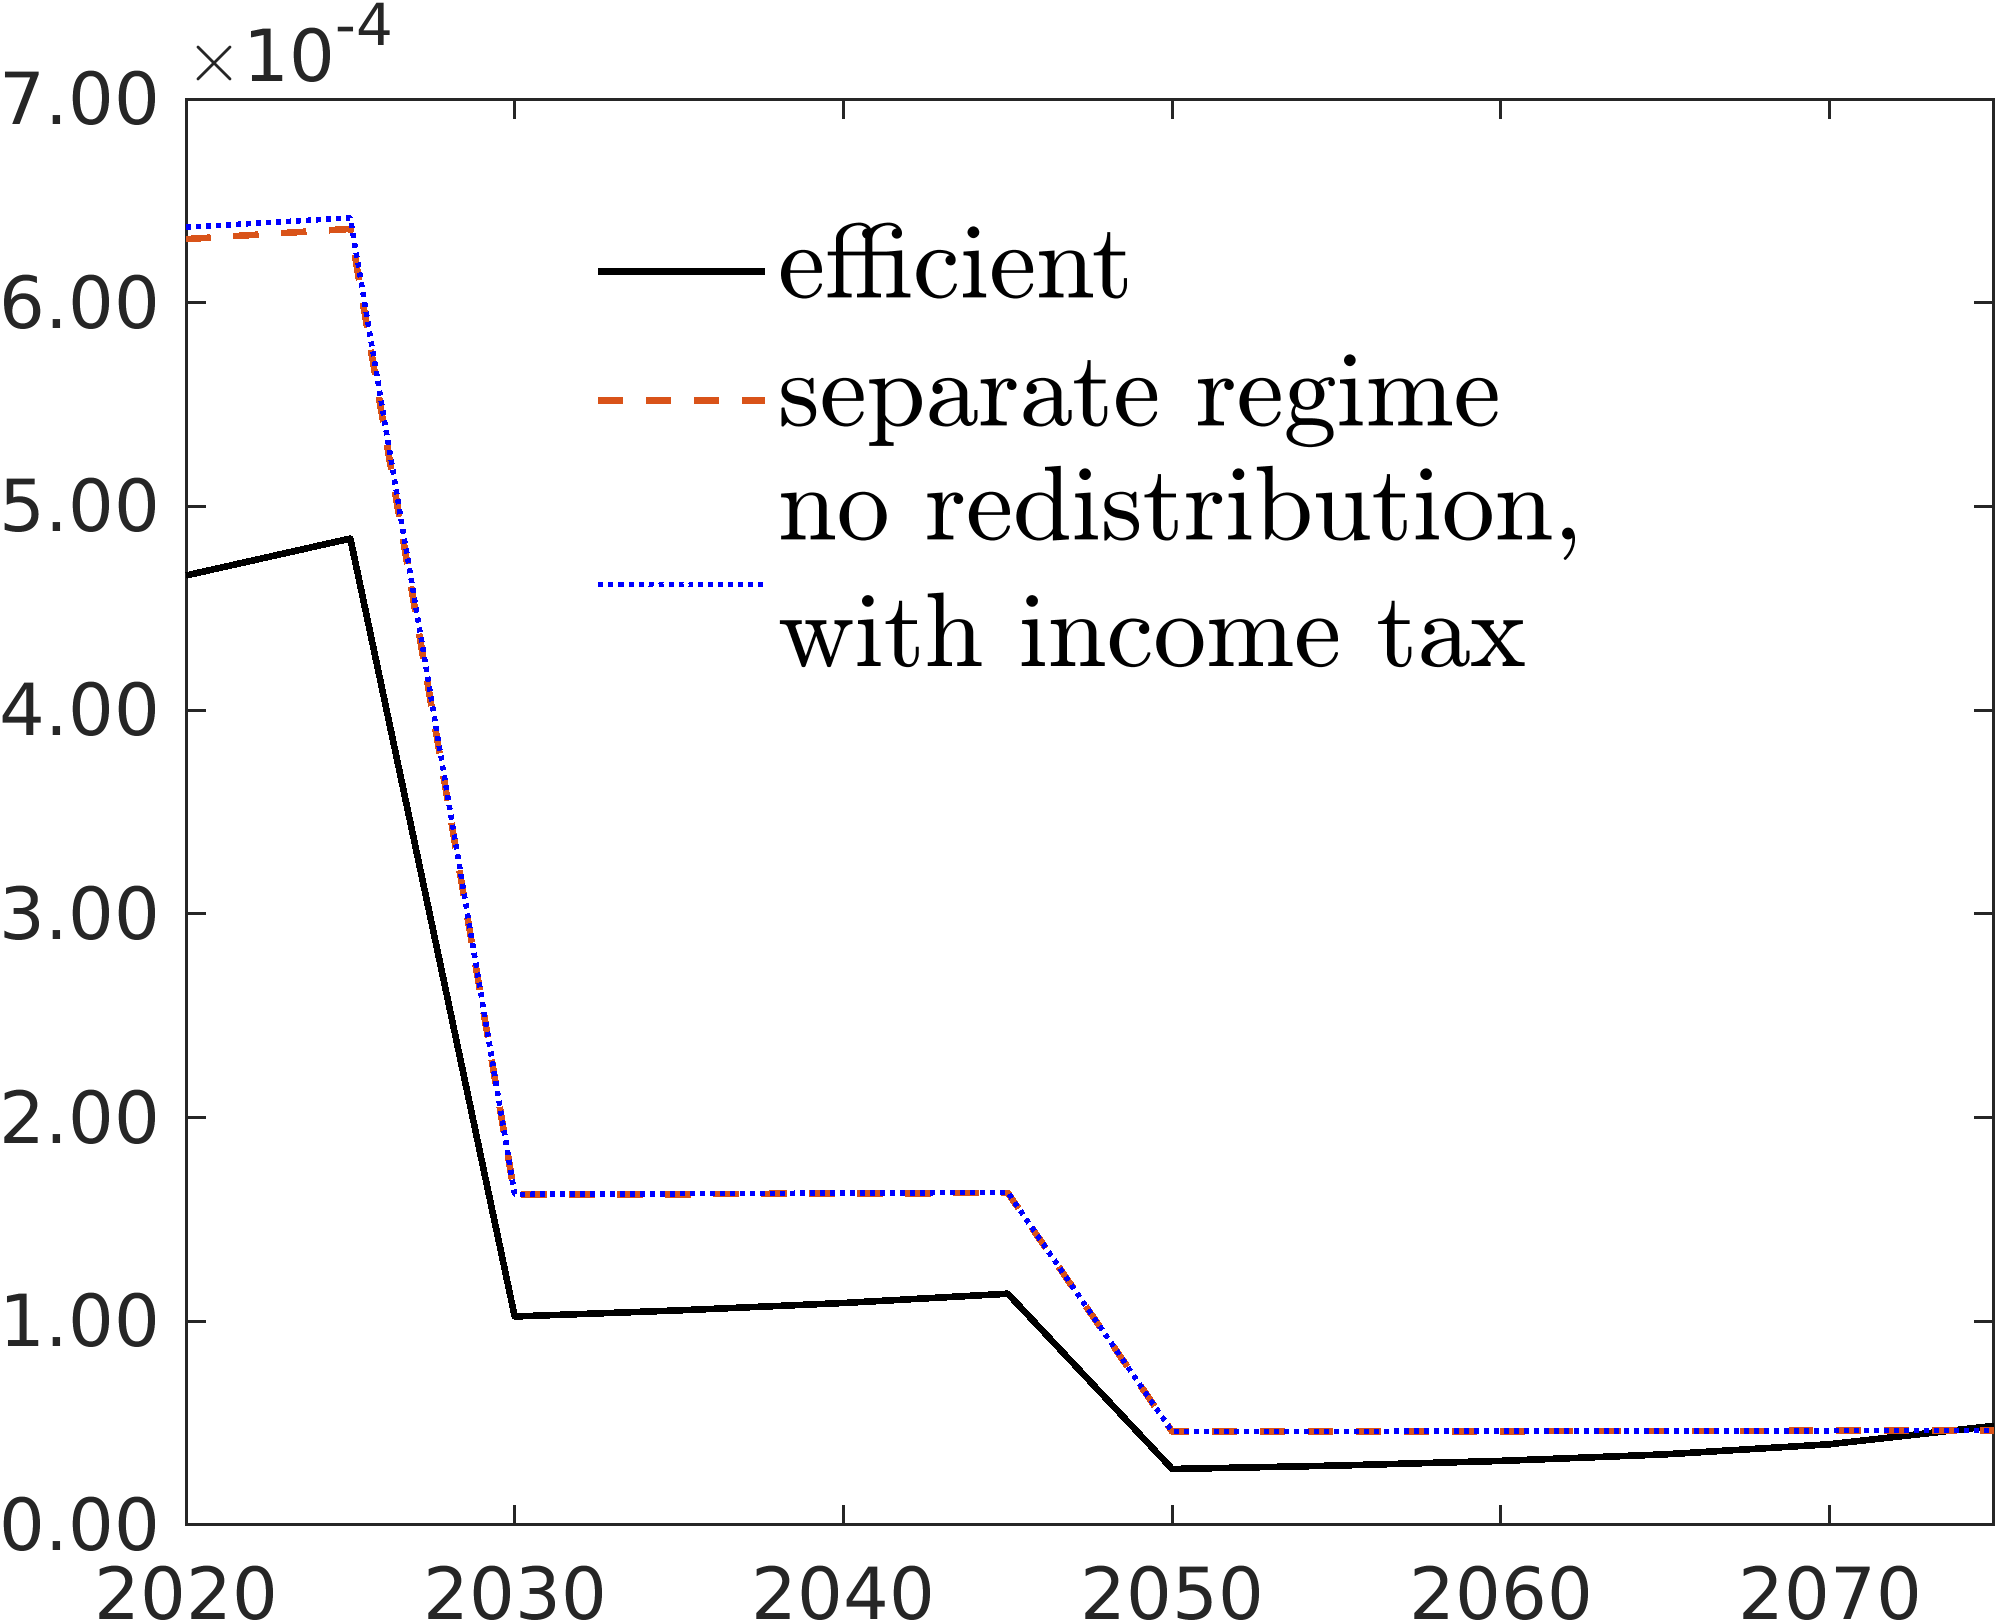 ×10-4
7.00
6.00
5.00
4.00
3.00
2.00
1.00
0.00
efficient
separate regime
no redistribution,
with income tax
2020 2030 2040 2050 2060 2070